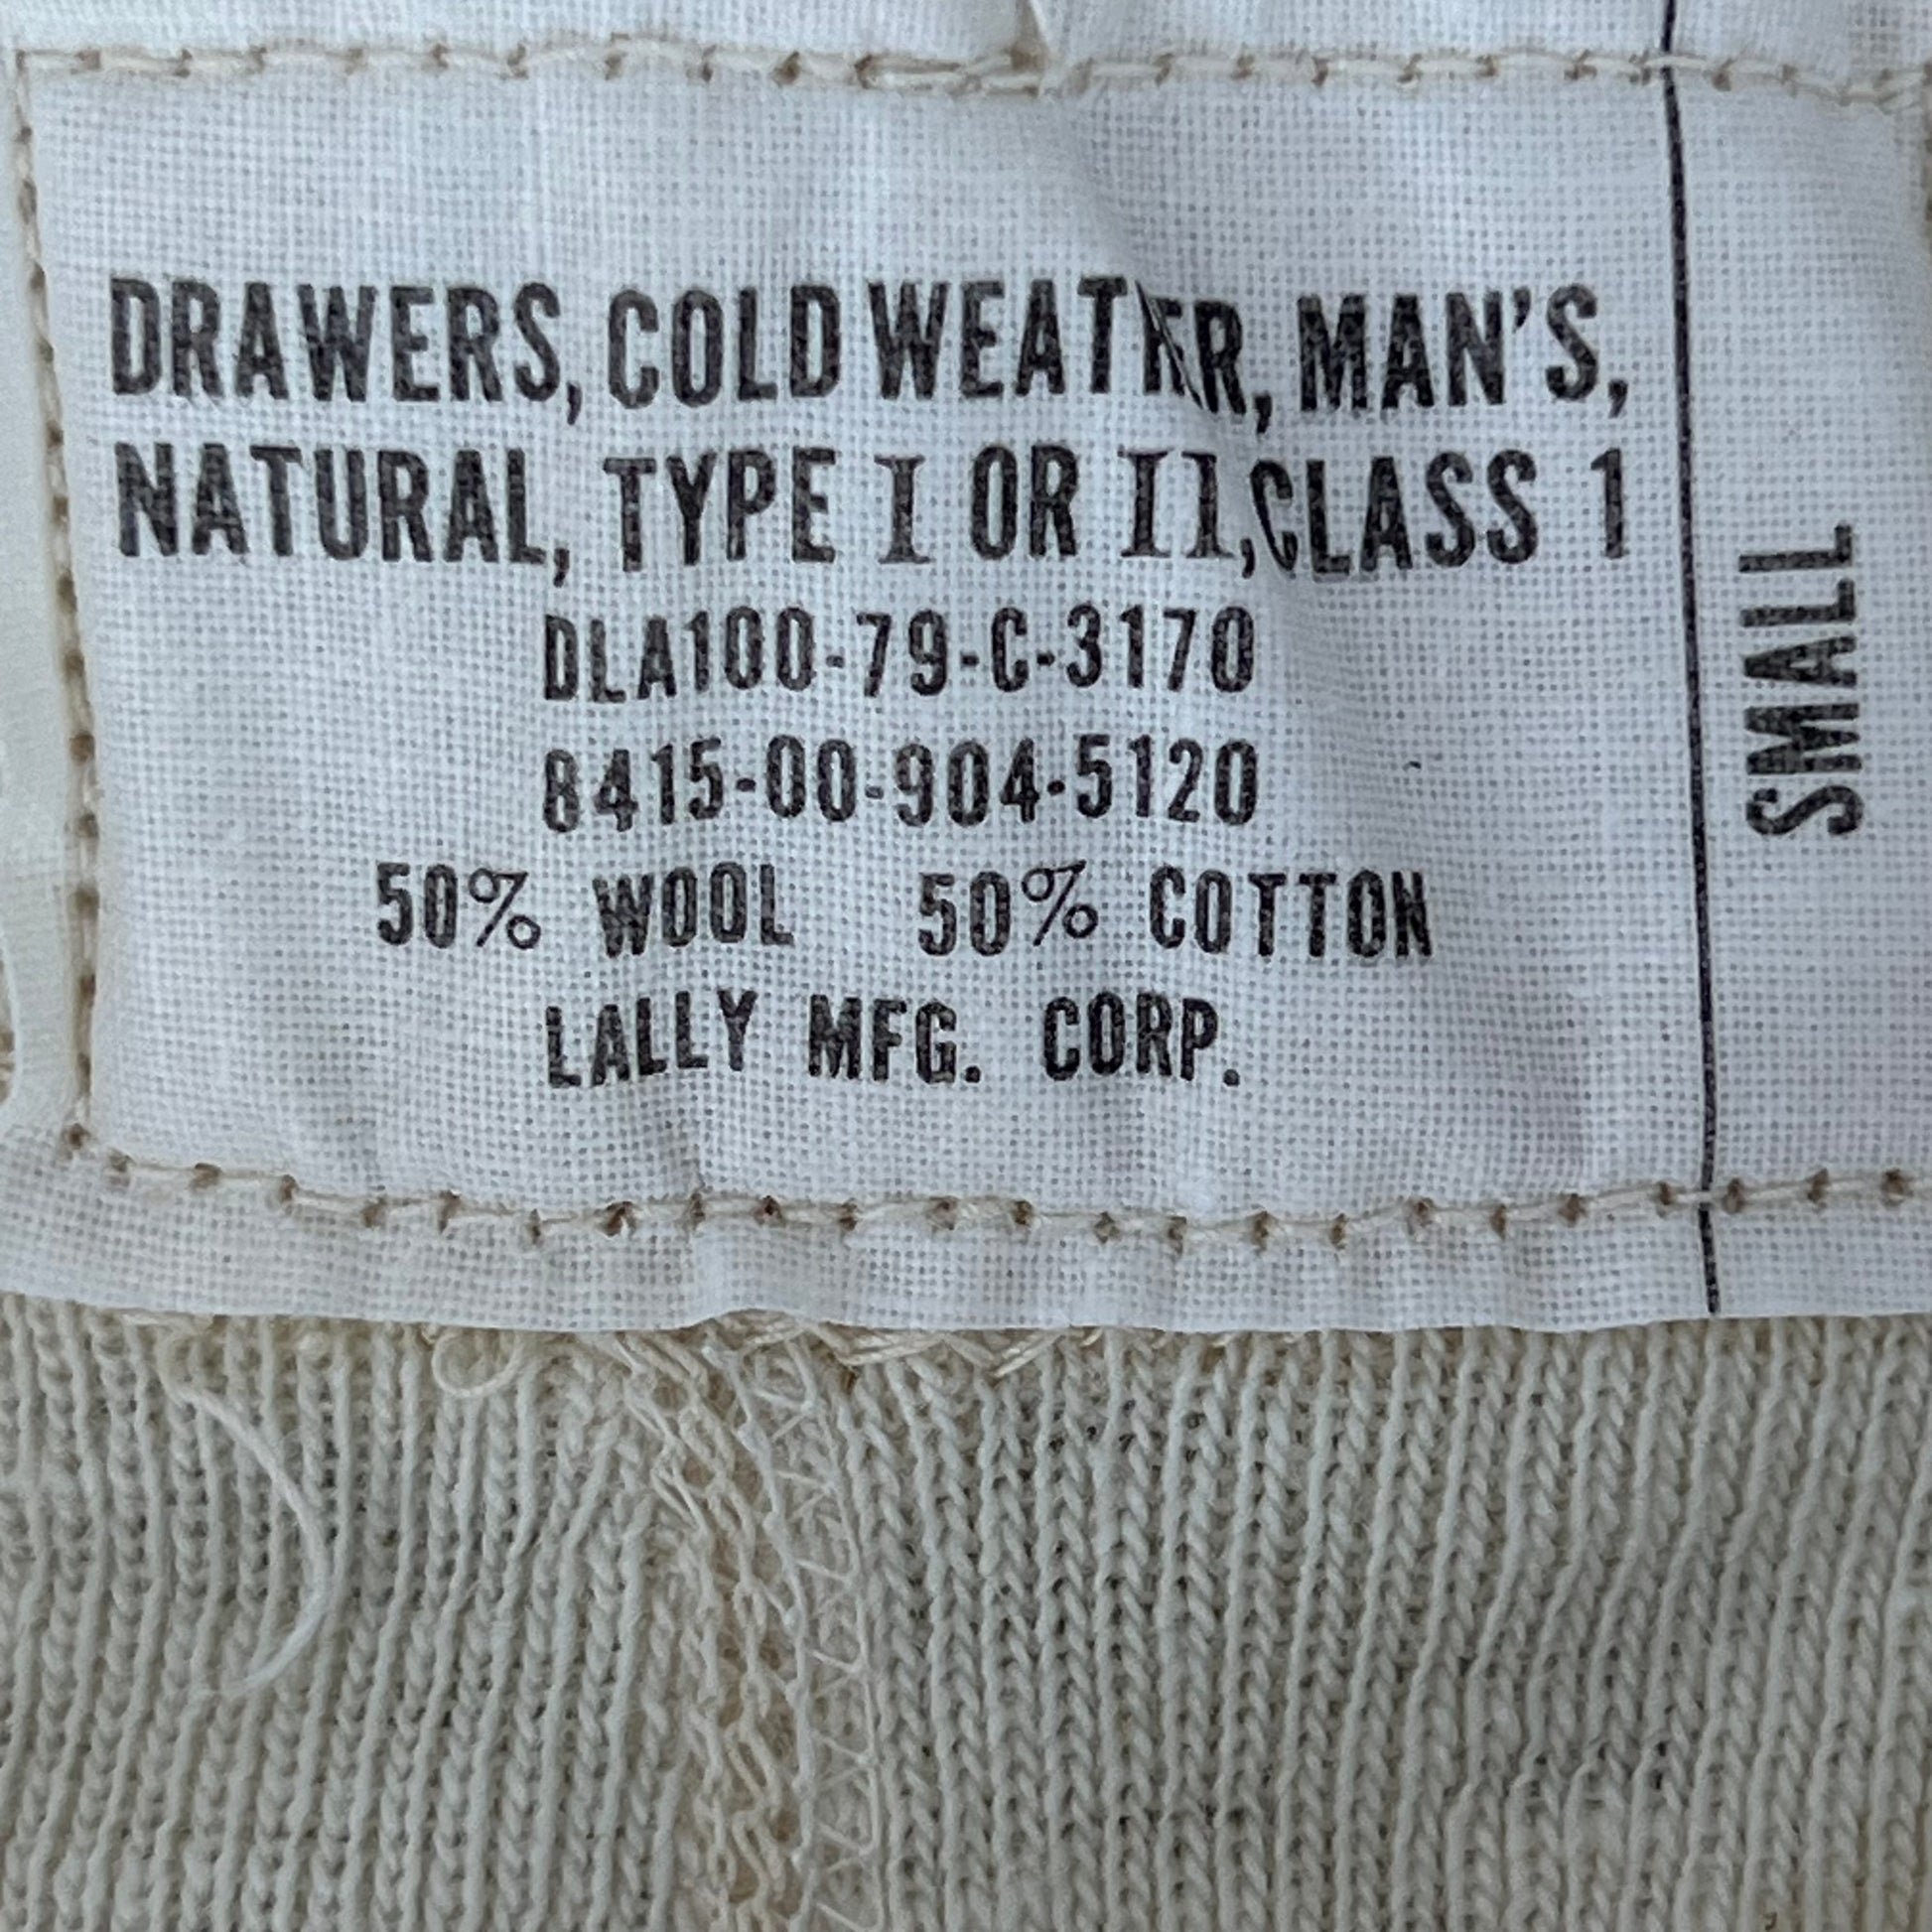 DRAWERS, COLD WEATHER, MAN'S,
NATURAL, TYPE I OR II, CLASS 1
DLA100-79-C-3170
8415-00-904-5120
50% WOOL 50% COTTON
LALLY MFG. CORP.
SMALL